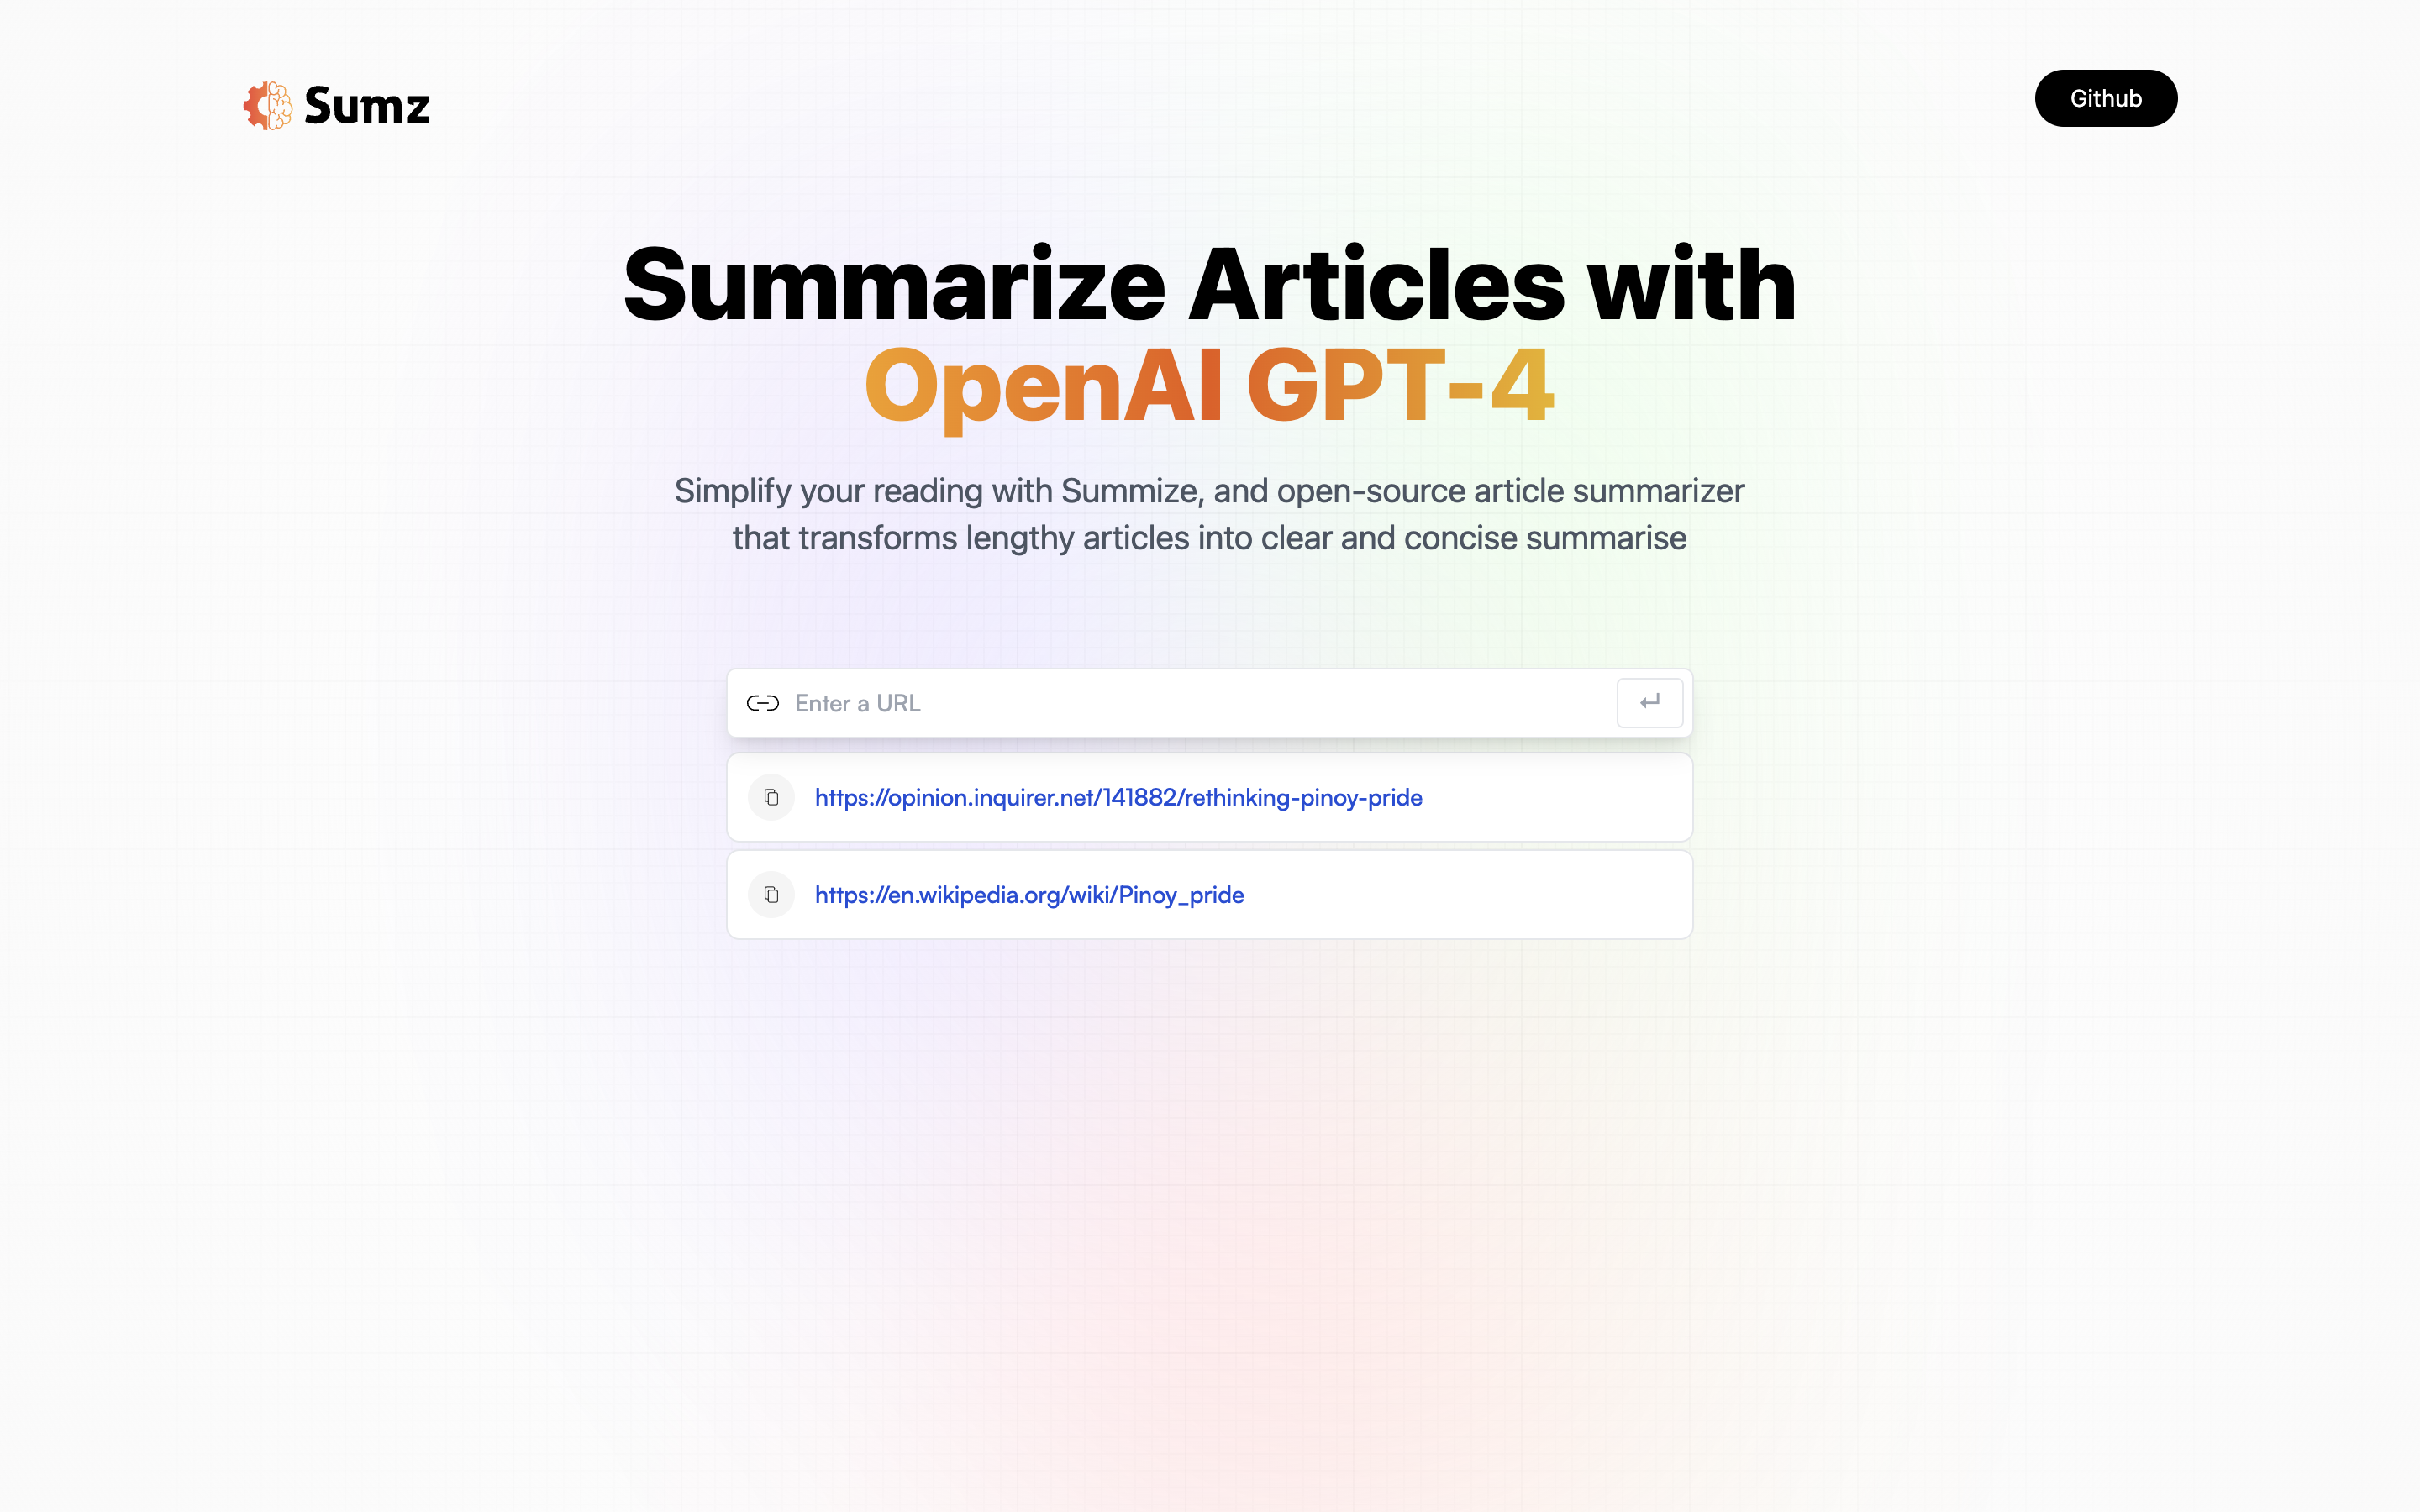 Sumz
Github
Summarize Articles with
OpenAI GPT-4
Simplify your reading with Summize, and open-source article summarizer
that transforms lengthy articles into clear and concise summarise
Enter a URL
https://opinion.inquirer.net/141882/rethinking-pinoy-pride
https://en.wikipedia.org/wiki/Pinoy_pride